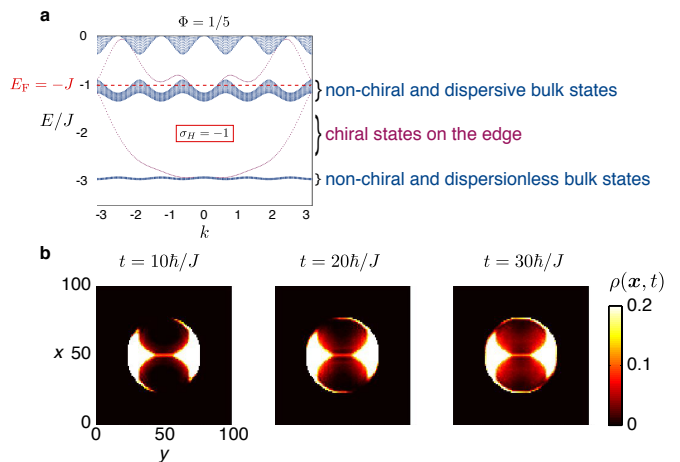 a
Φ = 1/5
0
E_F = −J
-1
non-chiral and dispersive bulk states
E/J
-2
σ_H = −1
chiral states on the edge
-3
non-chiral and dispersionless bulk states
-3 -2 -1 0 1 2 3
k
b
t = 10ℏ/J t = 20ℏ/J t = 30ℏ/J
ρ(x, t)
100
0.2
x 50
0.1
0
0
0 50 100
y